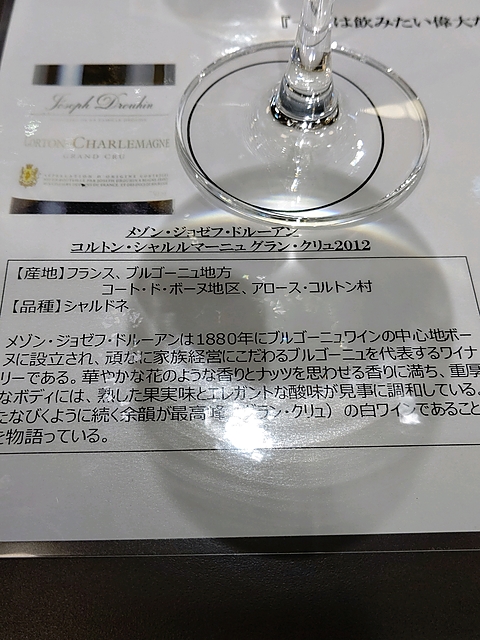 『
は飲みたい偉大
Joseph Drouhin
CORTON-CHARLEMAGNE
GRAND CRU
メゾン・ジョゼフ・ドルーアン
コルトン・シャルルマーニュ グラン・クリュ2012
【産地】フランス、ブルゴーニュ地方
コート・ド・ボーヌ地区、アロース・コルトン村
【品種】シャルドネ
メゾン・ジョゼフ・ドルーアンは1880年にブルゴーニュワインの中心地ボー
ヌに設立され、頑なに家族経営にこだわるブルゴーニュを代表するワイナ
リーである。華やかな花のような香りとナッツを思わせる香りに満ち、重厚
なボディには、熟した果実味とエレガントな酸味が見事に調和している。
たなびくように続く余韻が最高 グラン・クリュ）の白ワインであること
を物語っている。